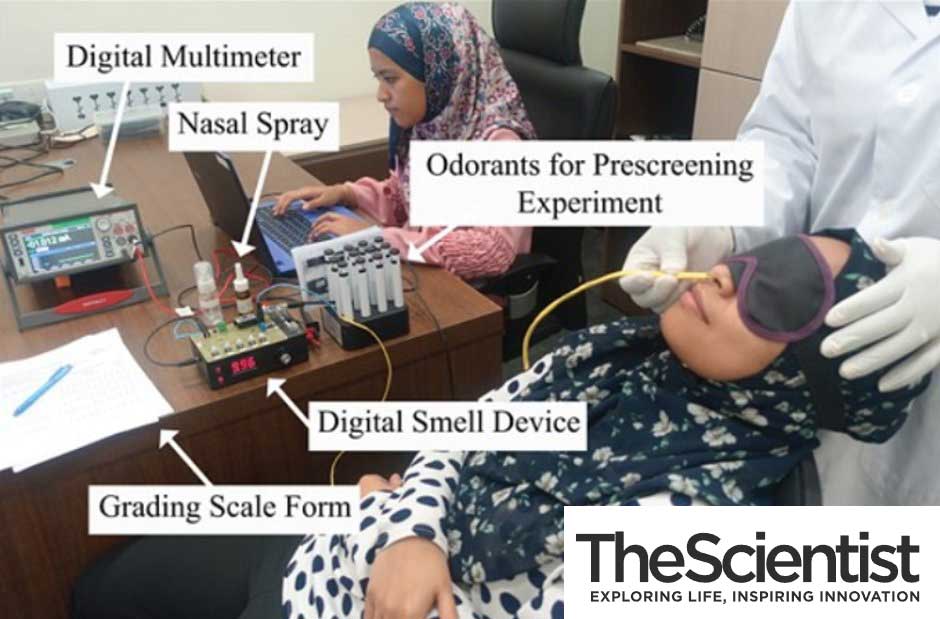 Digital Multimeter
Nasal Spray
Odorants for Prescreening
Experiment
Digital Smell Device
Grading Scale Form
TheScientist
EXPLORING LIFE, INSPIRING INNOVATION